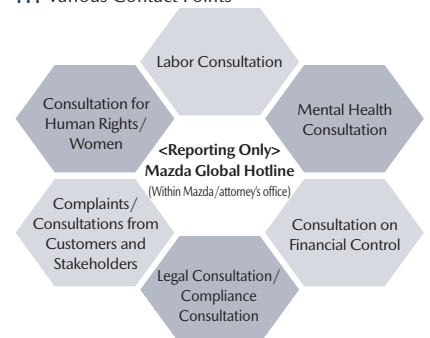 Various Contact Points
Labor Consultation
Consultation for
Human Rights/
Women
Mental Health
Consultation
<Reporting Only>
Mazda Global Hotline
(Within Mazda/attorney's office)
Complaints/
Consultations from
Customers and
Stakeholders
Consultation on
Financial Control
Legal Consultation/
Compliance
Consultation